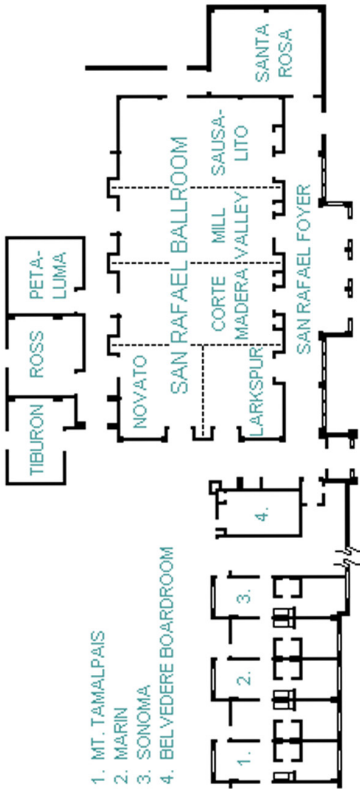 TIBURON
ROSS
PETA-
LUMA
NOVATO
SAN RAFAEL BALLROOM
LARKSPUR
CORTE
MADERA
MILL
VALLEY
SAUSA-
LITO
SANTA
ROSA
SAN RAFAEL FOYER
1. MT. TAMALPAIS
2. MARIN
3. SONOMA
4. BELVEDERE BOARDROOM
1.
2.
3.
4.